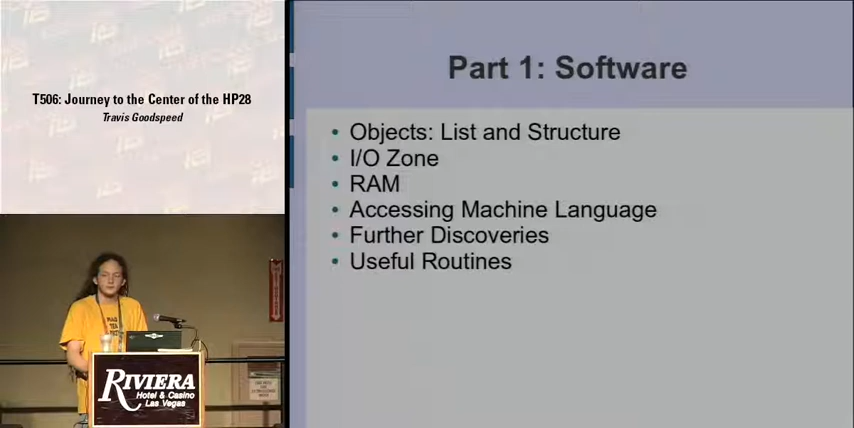 T506: Journey to the Center of the HP28
Travis Goodspeed
Part 1: Software
• Objects: List and Structure
• I/O Zone
• RAM
• Accessing Machine Language
• Further Discoveries
• Useful Routines
RIVIERA
Hotel & Casino
Las Vegas